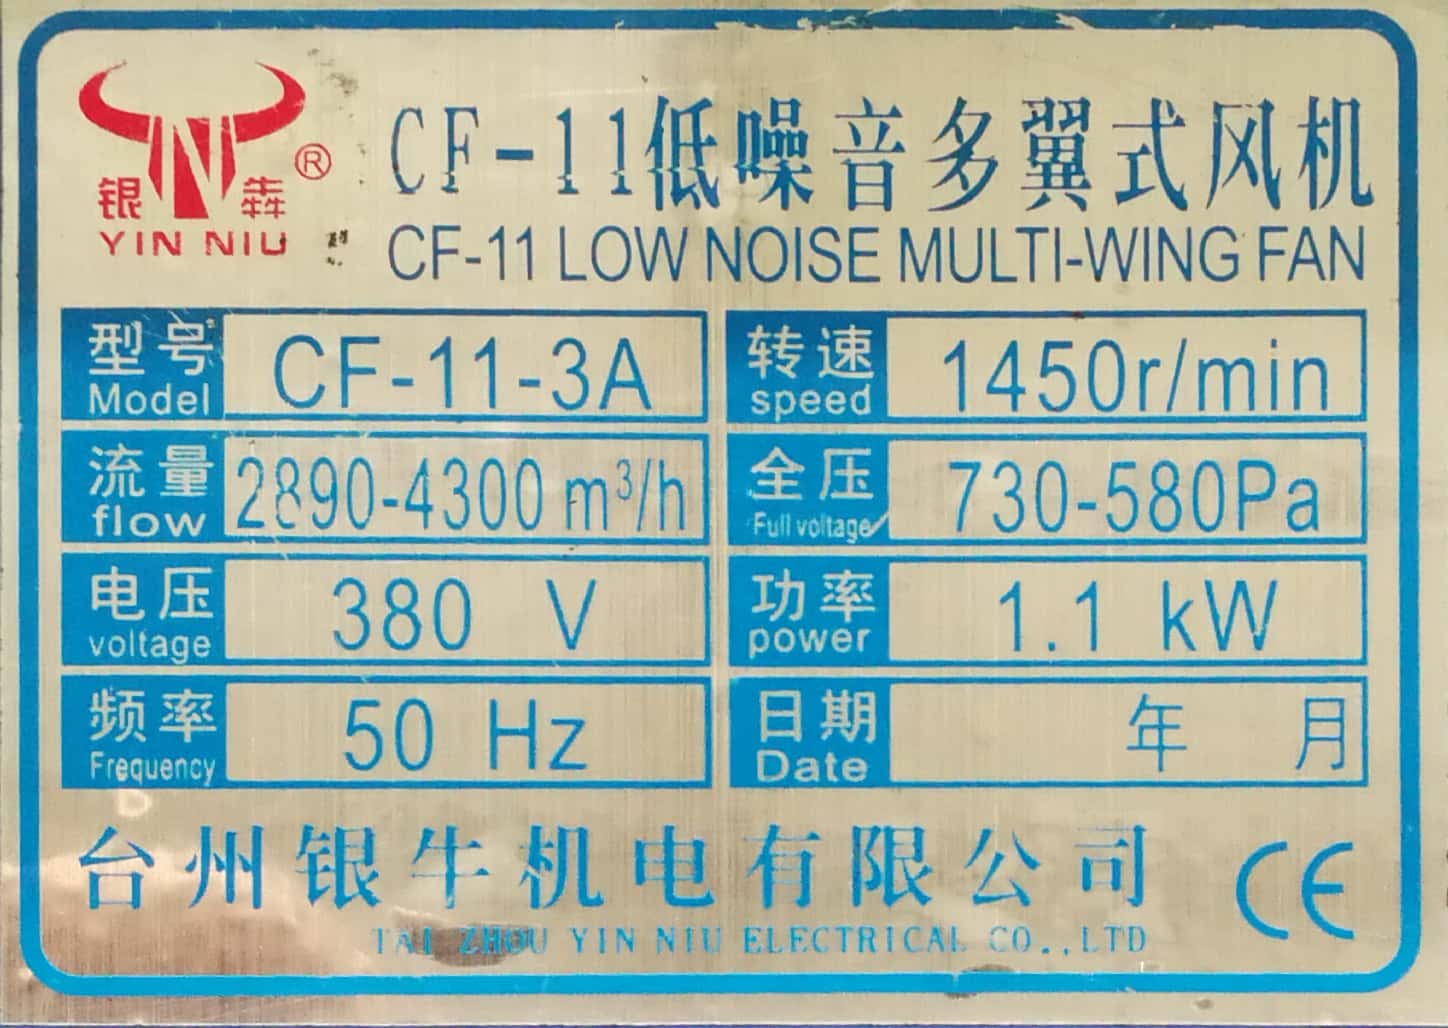 银犇®
YIN NIU
CF-11低噪音多翼式风机
CF-11 LOW NOISE MULTI-WING FAN
型号 CF-11-3A 转速 1450r/min
Model speed
流量 2890-4300 m³/h 全压 730-580Pa
flow Full voltage
电压 380 V 功率 1.1 kW
voltage power
频率 50 Hz 日期 年 月
Frequency Date
台州银牛机电有限公司 CE
TAI ZHOU YIN NIU ELECTRICAL CO.,LTD